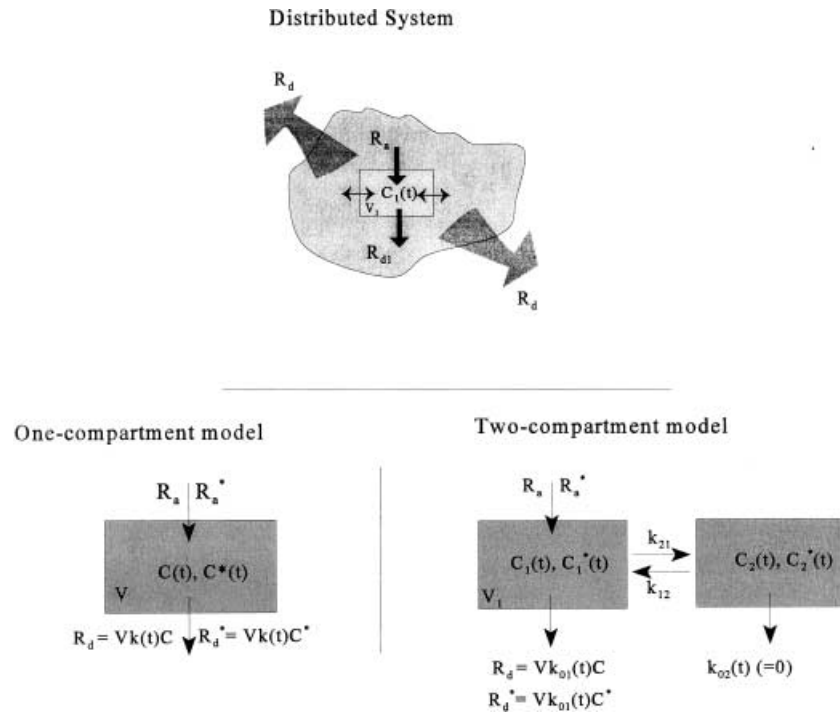 Distributed System
R_d
R_a
C_1(t)
V_1
R_d1
R_d
One-compartment model
Two-compartment model
R_a R_a^*
C(t), C*(t)
V
R_d = Vk(t)C R_d^* = Vk(t)C^*
R_a R_a^*
k_21
C_1(t), C_1^*(t)
C_2(t), C_2^*(t)
k_12
V_1
R_d = Vk_01(t)C
k_02(t) (=0)
R_d^* = Vk_01(t)C^*